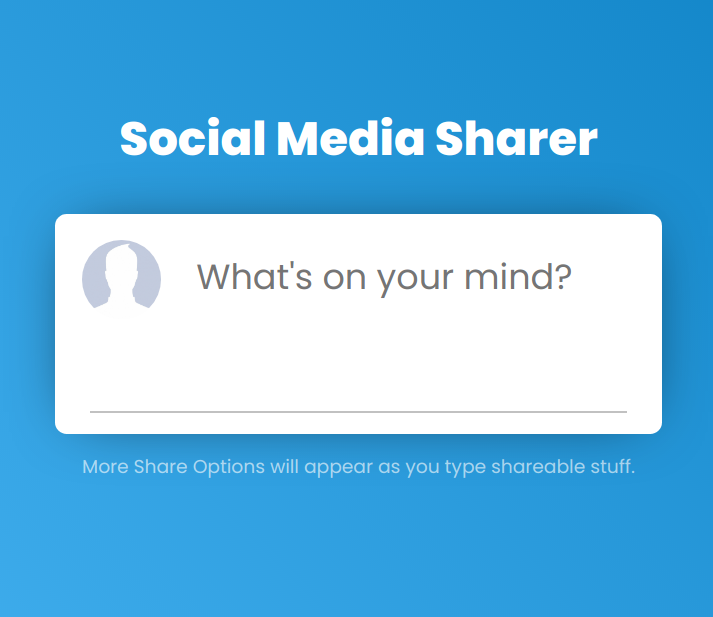 Social Media Sharer
What's on your mind?
More Share Options will appear as you type shareable stuff.